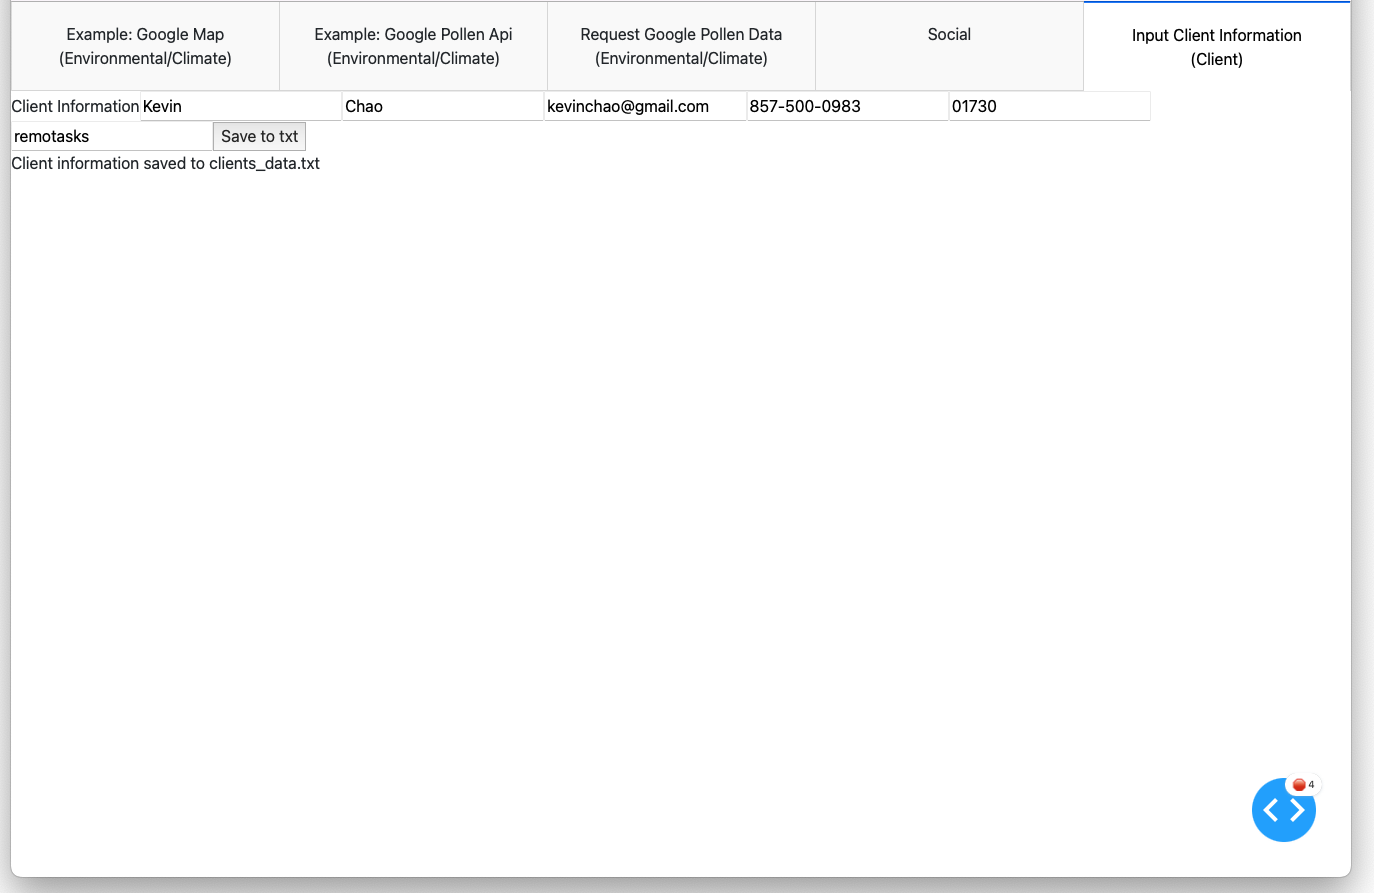 Example: Google Map
(Environmental/Climate)
Example: Google Pollen Api
(Environmental/Climate)
Request Google Pollen Data
(Environmental/Climate)
Social
Input Client Information
(Client)
Client Information Kevin Chao kevinchao@gmail.com 857-500-0983 01730
remotasks Save to txt
Client information saved to clients_data.txt
4